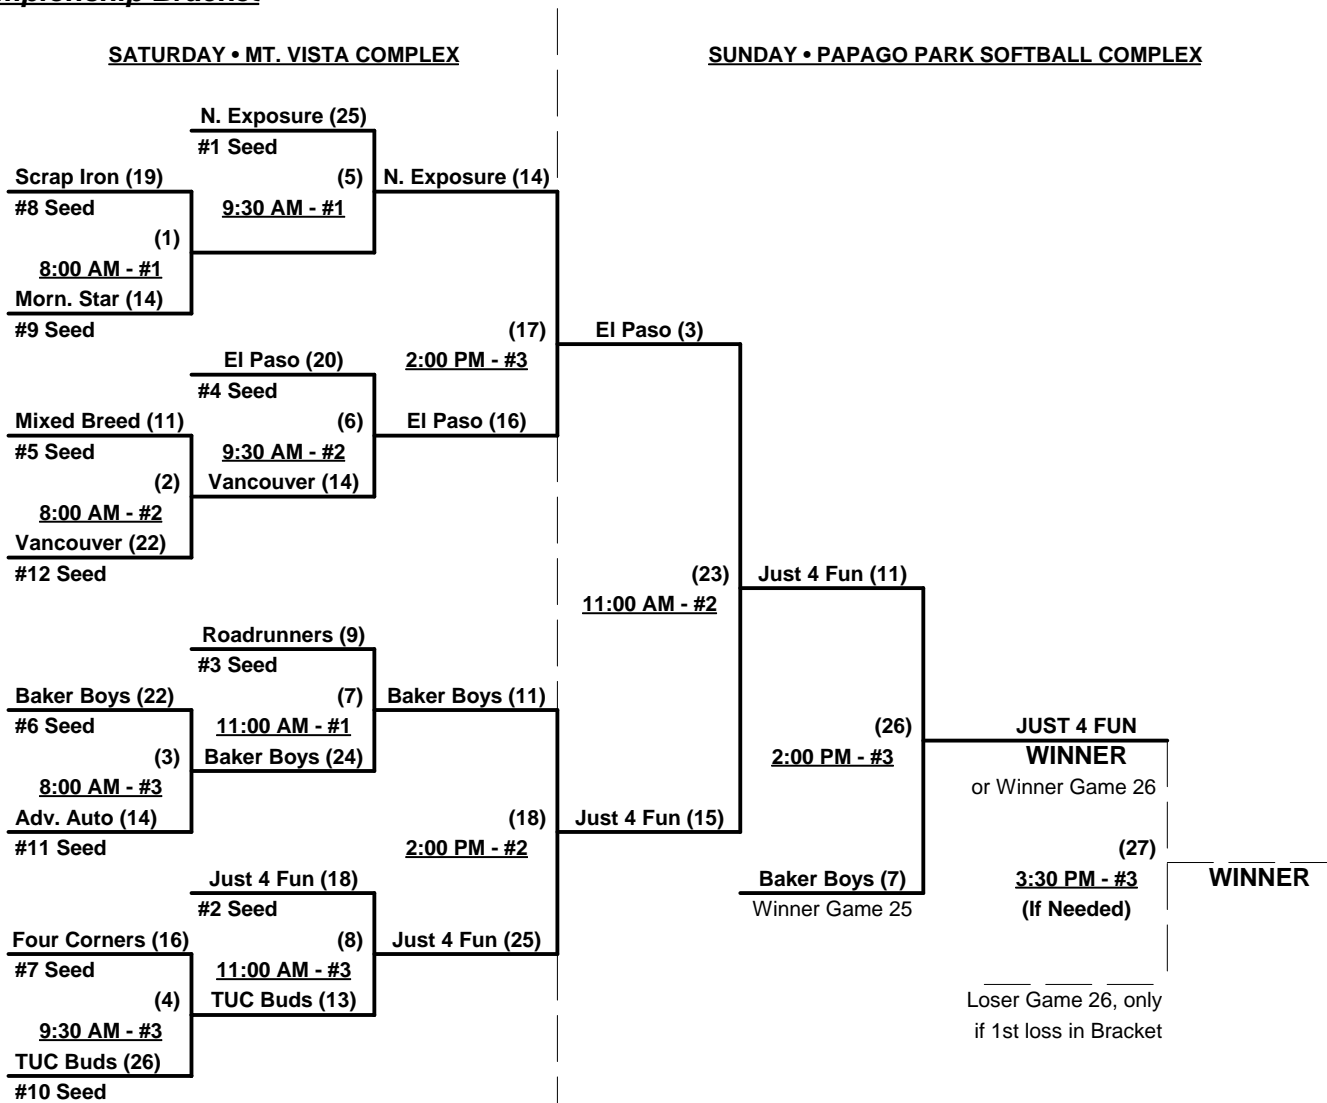 SATURDAY • MT. VISTA COMPLEX
SUNDAY • PAPAGO PARK SOFTBALL COMPLEX
N. Exposure (25)
#1 Seed
Scrap Iron (19)
(5)
N. Exposure (14)
#8 Seed
9:30 AM - #1
(1)
8:00 AM - #1
Morn. Star (14)
#9 Seed
(17)
El Paso (3)
El Paso (20)
2:00 PM - #3
#4 Seed
Mixed Breed (11)
(6)
El Paso (16)
#5 Seed
9:30 AM - #2
(2)
Vancouver (14)
8:00 AM - #2
Vancouver (22)
#12 Seed
(23)
Just 4 Fun (11)
11:00 AM - #2
Roadrunners (9)
#3 Seed
Baker Boys (22)
(7)
Baker Boys (11)
#6 Seed
11:00 AM - #1
(26)
JUST 4 FUN
(3)
Baker Boys (24)
2:00 PM - #3
WINNER
8:00 AM - #3
or Winner Game 26
Adv. Auto (14)
(18)
Just 4 Fun (15)
#11 Seed
2:00 PM - #2
(27)
Just 4 Fun (18)
Baker Boys (7)
3:30 PM - #3
WINNER
#2 Seed
Winner Game 25
(If Needed)
Four Corners (16)
(8)
Just 4 Fun (25)
#7 Seed
11:00 AM - #3
(4)
TUC Buds (13)
Loser Game 26, only
9:30 AM - #3
if 1st loss in Bracket
TUC Buds (26)
#10 Seed